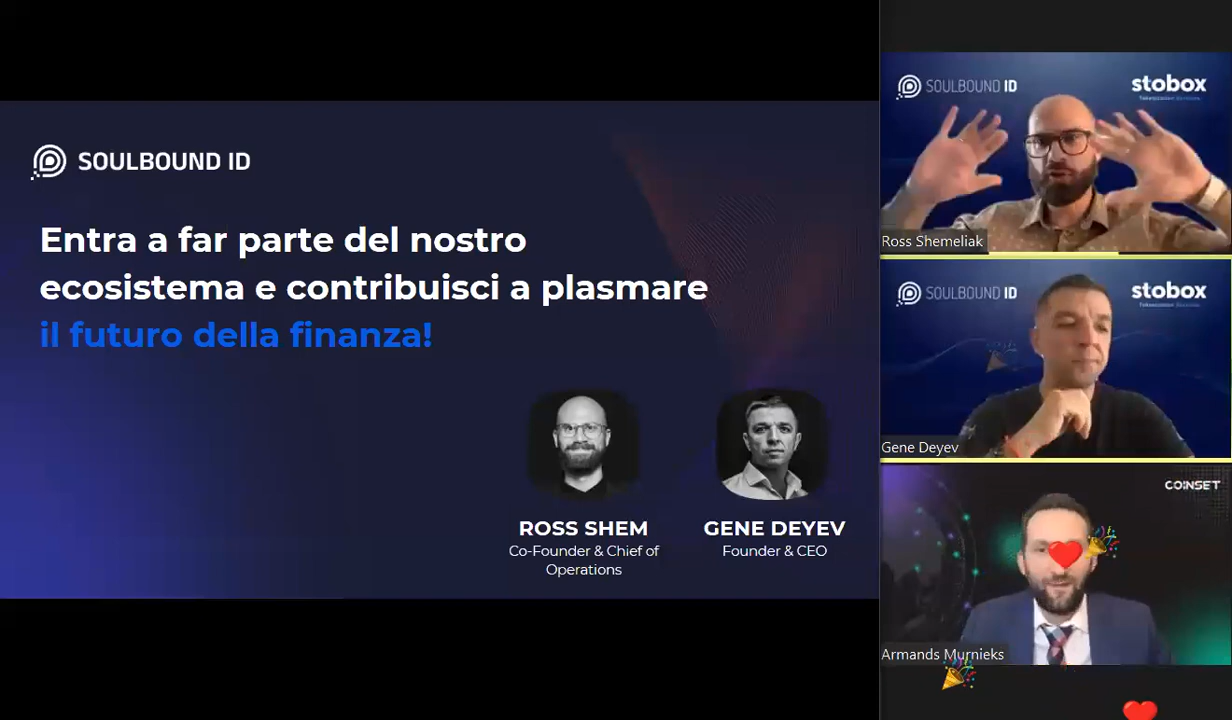 SOULBOUND ID
Entra a far parte del nostro
ecosistema e contribuisci a plasmare
il futuro della finanza!
ROSS SHEM
Co-Founder & Chief of
Operations
GENE DEYEV
Founder & CEO
SOULBOUND ID
stobox
Ross Shemeliak
SOULBOUND ID
stobox
Gene Deyev
COINSET
Armands Murnieks